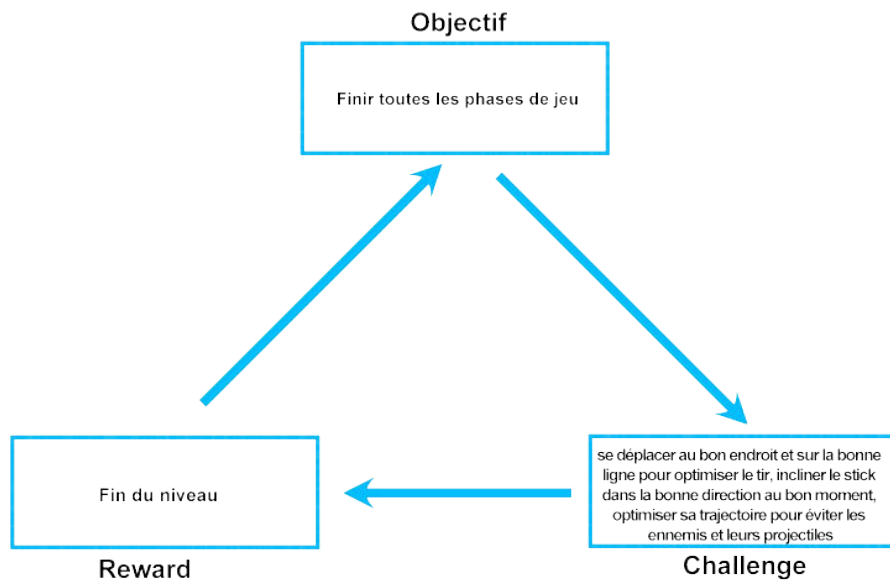 Objectif
Finir toutes les phases de jeu
se déplacer au bon endroit et sur la bonne
ligne pour optimiser le tir, incliner le stick
dans la bonne direction au bon moment,
optimiser sa trajectoire pour éviter les
ennemis et leurs projectiles
Challenge
Fin du niveau
Reward